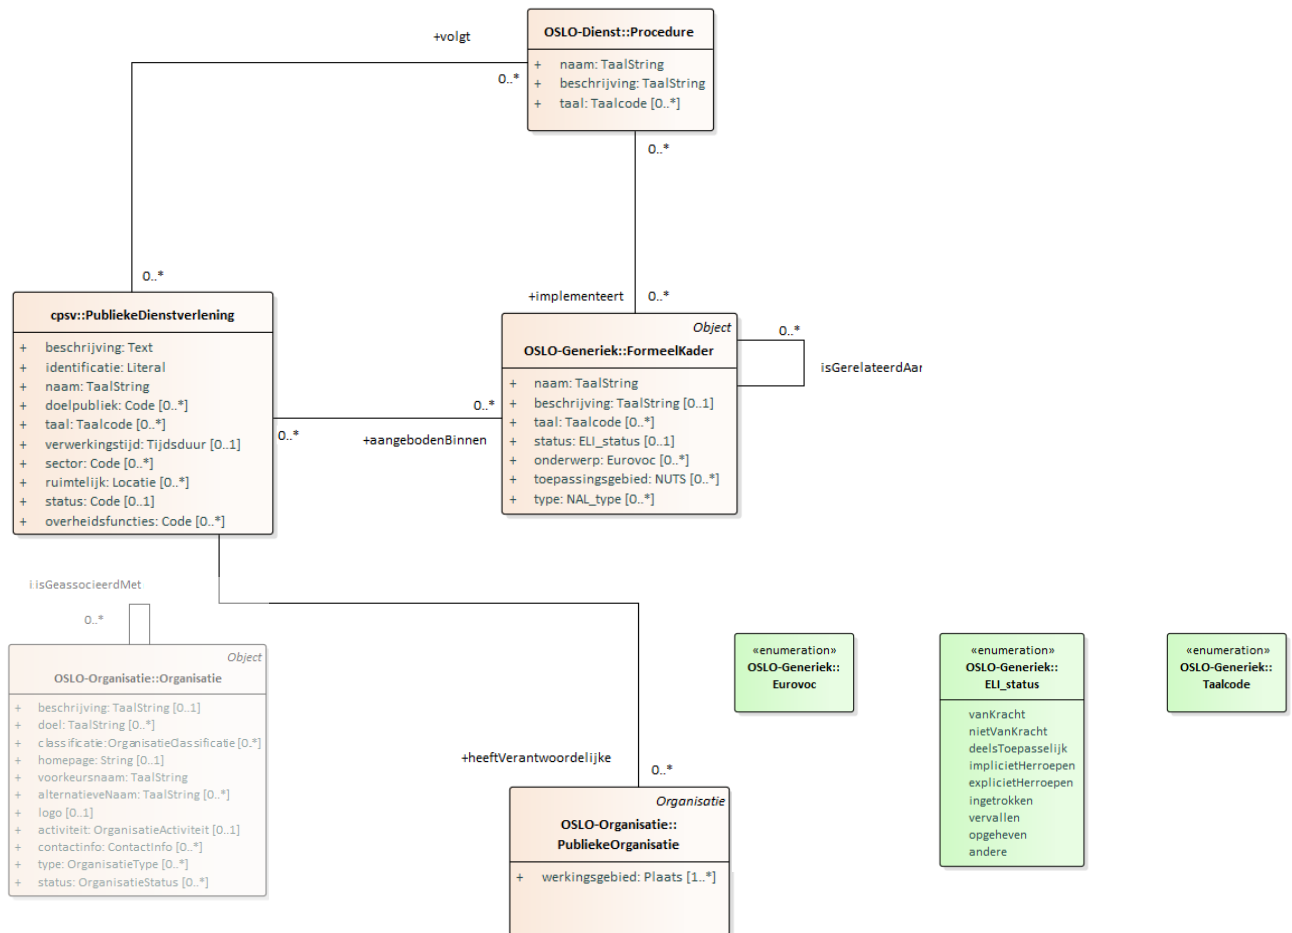 +volgt
0..*
OSLO-Dienst::Procedure
+ naam: TaalString
+ beschrijving: TaalString
+ taal: Taalcode [0..*]
0..*
0..*
cpsv::PubliekeDienstverlening
+ beschrijving: Text
+ identificatie: Literal
+ naam: TaalString
+ doelpubliek: Code [0..*]
+ taal: Taalcode [0..*]
+ verwerkingstijd: Tijdsduur [0..1]
+ sector: Code [0..*]
+ ruimtelijk: Locatie [0..*]
+ status: Code [0..1]
+ overheidsfuncties: Code [0..*]
0..*
+aangebodenBinnen
0..*
+implementeert
0..*
Object
OSLO-Generiek::FormeelKader
+ naam: TaalString
+ beschrijving: TaalString [0..1]
+ taal: Taalcode [0..*]
+ status: ELI_status [0..1]
+ onderwerp: Eurovoc [0..*]
+ toepassingsgebied: NUTS [0..*]
+ type: NAL_type [0..*]
0..*
isGerelateerdAan
i isGeassocieerdMet
0..*
Object
OSLO-Organisatie::Organisatie
+ beschrijving: TaalString [0..1]
+ doel: TaalString [0..*]
+ classificatie: OrganisatieClassificatie [0..*]
+ homepage: String [0..1]
+ voorkeursnaam: TaalString
+ alternatieveNaam: TaalString [0..*]
+ logo [0..1]
+ activiteit: OrganisatieActiviteit [0..1]
+ contactinfo: ContactInfo [0..*]
+ type: OrganisatieType [0..*]
+ status: OrganisatieStatus [0..*]
+heeftVerantwoordelijke
0..*
Organisatie
OSLO-Organisatie::
PubliekeOrganisatie
+ werkingsgebied: Plaats [1..*]
«enumeration»
OSLO-Generiek::
Eurovoc
«enumeration»
OSLO-Generiek::
ELI_status
vanKracht
nietVanKracht
deelsToepasselijk
implicietHerroepen
explicietHerroepen
ingetrokken
vervallen
opgeheven
andere
«enumeration»
OSLO-Generiek::
Taalcode